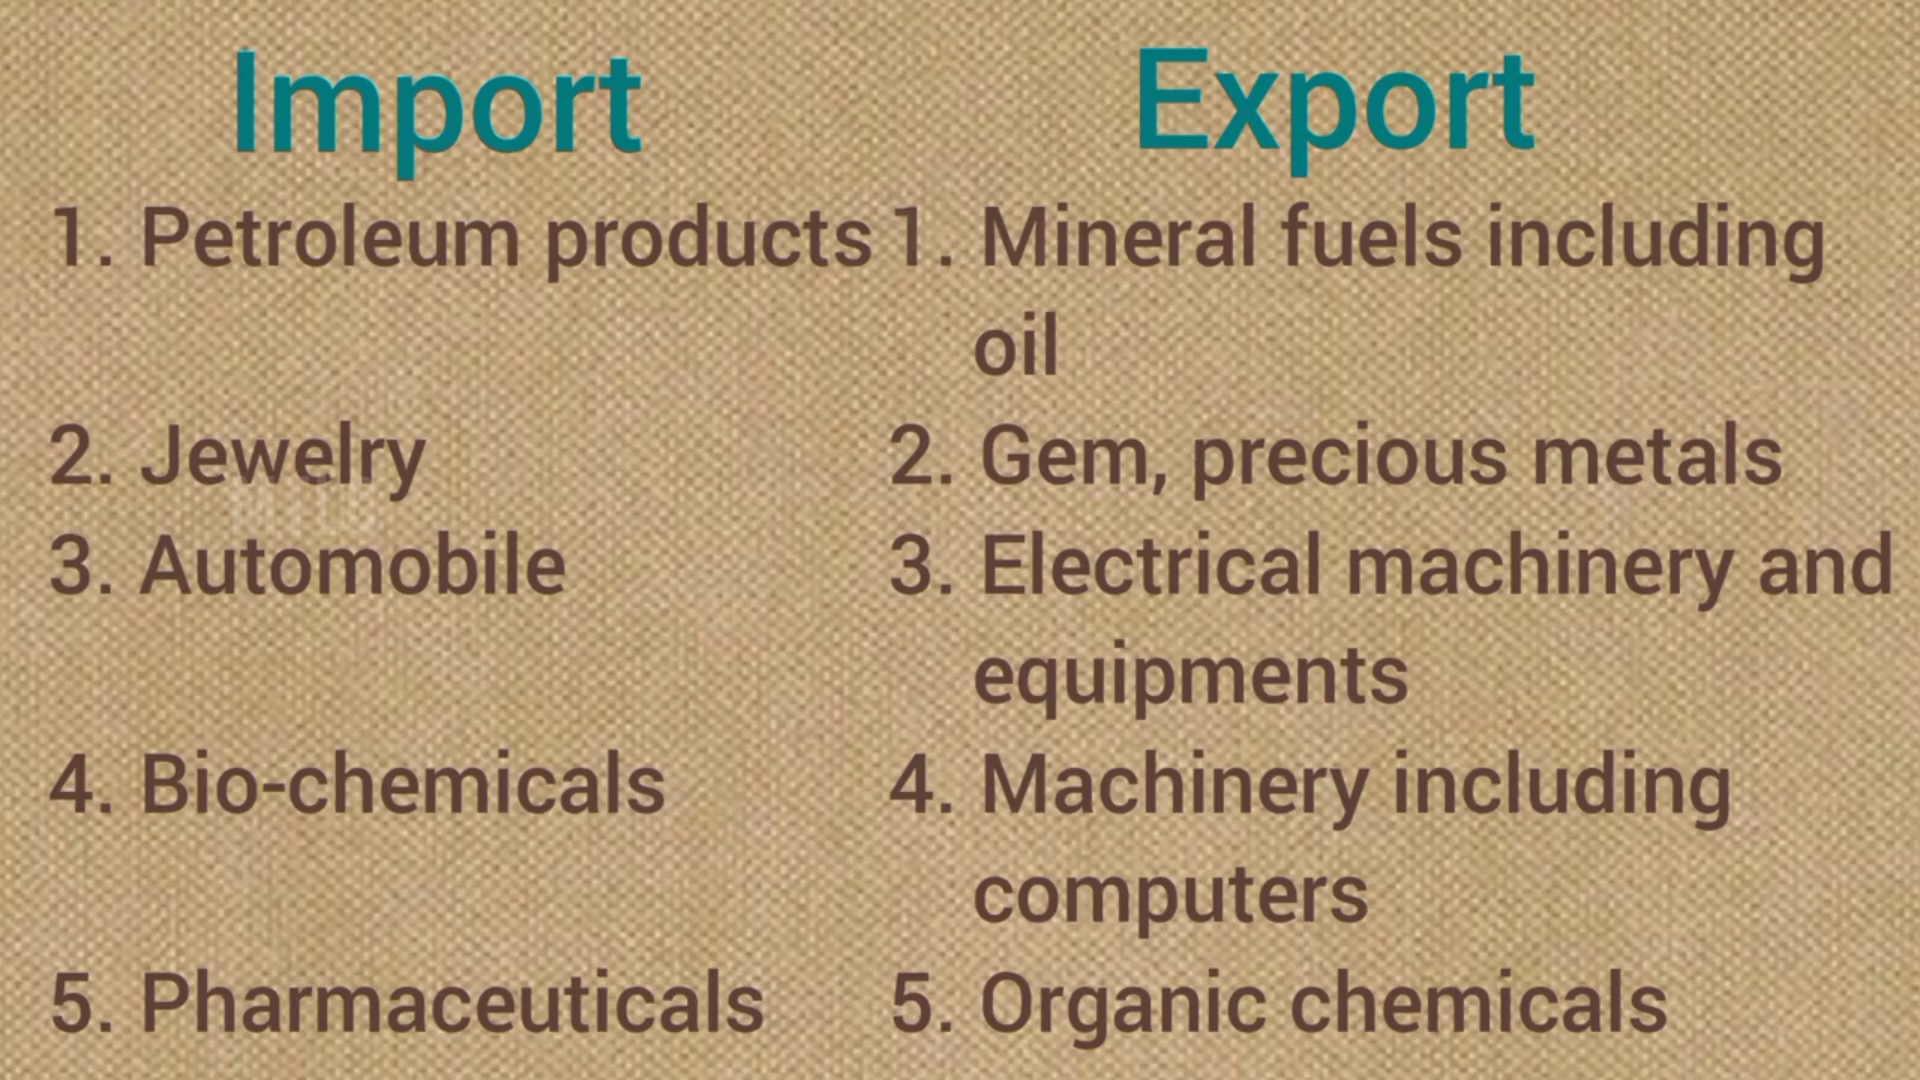 Import
1. Petroleum products
2. Jewelry
3. Automobile
4. Bio-chemicals
5. Pharmaceuticals
Export
1. Mineral fuels including
oil
2. Gem, precious metals
3. Electrical machinery and
equipments
4. Machinery including
computers
5. Organic chemicals